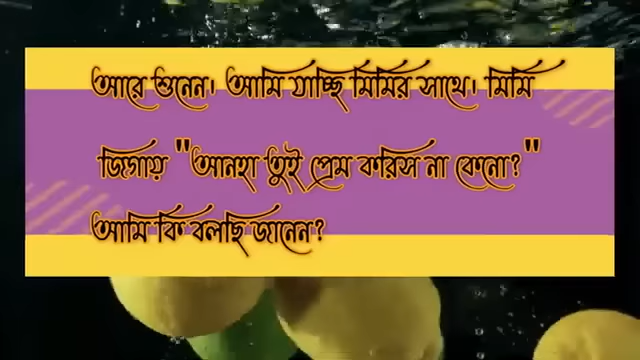 আরে শুনেন। আমি যাচ্ছি মিমির সাথে। মিমি
জিগায় "আনহা তুই প্রেম করিস না কেনো?"
আমি কি বলছি জানেন?